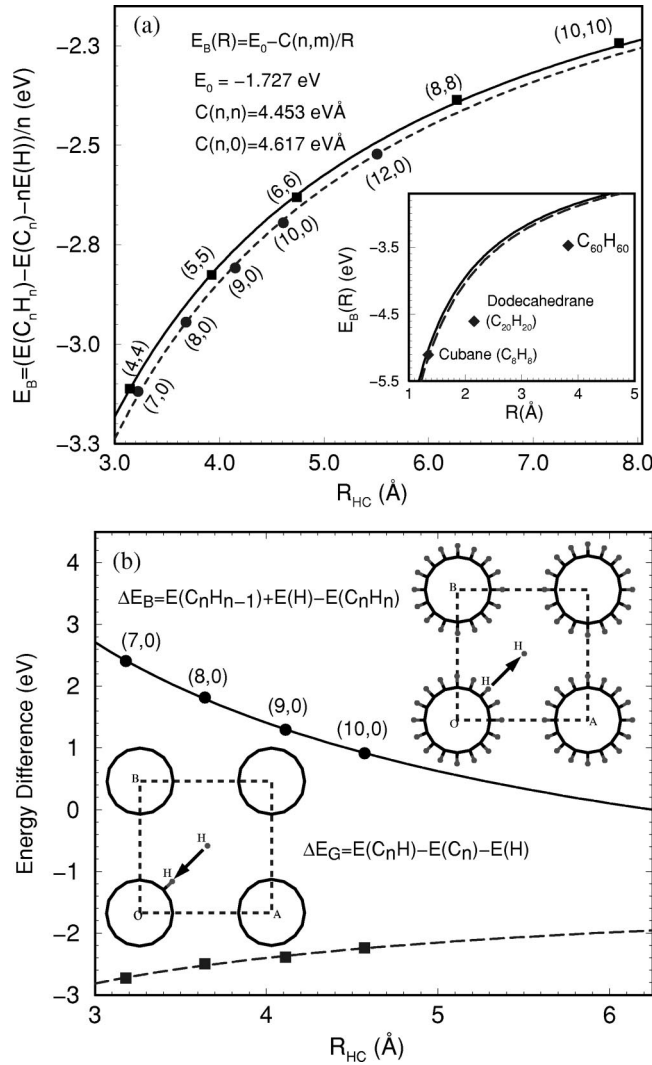 (a)
E_B(R)=E_0−C(n,m)/R
E_0 = −1.727 eV
C(n,n)=4.453 eVÅ
C(n,0)=4.617 eVÅ
E_B=(E(C_nH_n)−E(C_n)−nE(H))/n (eV)
−2.3
−2.5
−2.8
−3.0
−3.3
(4,4)
(7,0)
(8,0)
(5,5)
(9,0)
(6,6)
(10,0)
(12,0)
(8,8)
(10,10)
E_B(R) (eV)
−3.5
−4.5
−5.5
C_60H_60
Dodecahedrane
(C_20H_20)
Cubane (C_8H_8)
1 2 3 4 5
R(Å)
3.0 4.0 5.0 6.0 7.0 8.0
R_HC (Å)
(b)
ΔE_B=E(C_nH_n−1)+E(H)−E(C_nH_n)
Energy Difference (eV)
4
3
2
1
0
−1
−2
−3
(7,0)
(8,0)
(9,0)
(10,0)
B
H
H
O
A
B
H
H
O
A
ΔE_G=E(C_nH)−E(C_n)−E(H)
3 4 5 6
R_HC (Å)